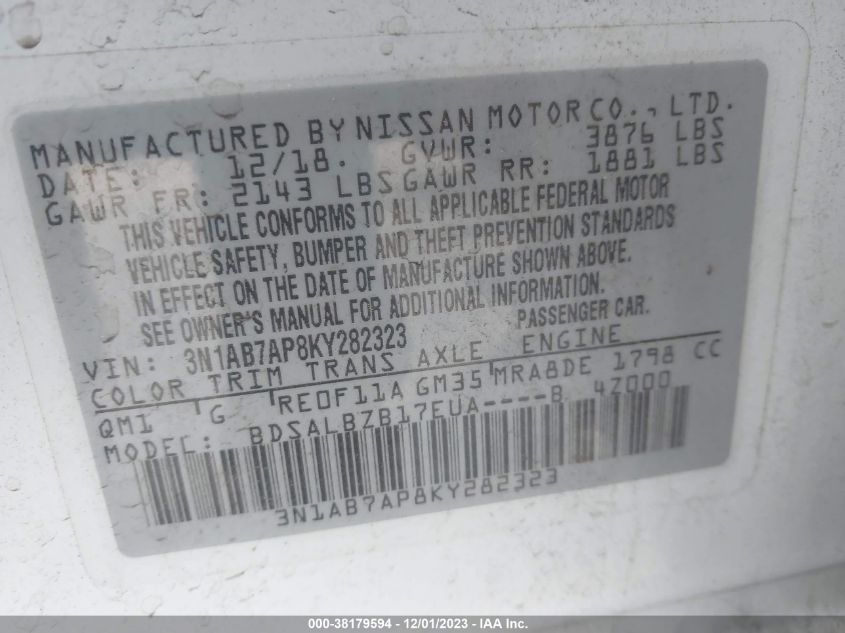 MANUFACTURED BY NISSAN MOTOR CO., LTD.
DATE: 12/18. GVWR: 3876 LBS
GAWR FR: 2143 LBS GAWR RR: 1881 LBS
THIS VEHICLE CONFORMS TO ALL APPLICABLE FEDERAL MOTOR
VEHICLE SAFETY, BUMPER AND THEFT PREVENTION STANDARDS
IN EFFECT ON THE DATE OF MANUFACTURE SHOWN ABOVE.
SEE OWNER'S MANUAL FOR ADDITIONAL INFORMATION.
VIN: 3N1AB7AP8KY282323 PASSENGER CAR.
COLOR TRIM TRANS AXLE ENGINE
QM1 G RE0F11A GM35 MRA8DE 1798 CC
MODEL: BDSALBZB17EUA----B 4Z000
3N1AB7AP8KY282323
000-38179594 - 12/01/2023 - IAA Inc.